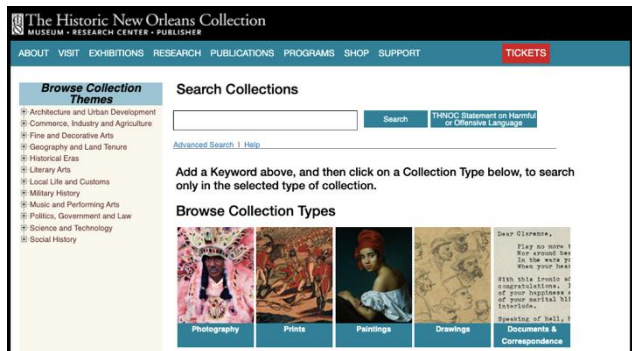 The Historic New Orleans Collection
MUSEUM • RESEARCH CENTER • PUBLISHER
ABOUT VISIT EXHIBITIONS RESEARCH PUBLICATIONS PROGRAMS SHOP SUPPORT TICKETS
Browse Collection
Themes
Architecture and Urban Development
Commerce, Industry and Agriculture
Fine and Decorative Arts
Geography and Land Tenure
Historical Eras
Literary Arts
Local Life and Customs
Military History
Music and Performing Arts
Politics, Government and Law
Science and Technology
Social History
Search Collections
Search
THNOC Statement on Harmful
or Offensive Language
Advanced Search | Help
Add a Keyword above, and then click on a Collection Type below, to search
only in the selected type of collection.
Browse Collection Types
Dear Clarence,
Play no more
Nor around
In the ware
When your
With this ironic
congratulations.
of your happiness
of your marital
interlude.
Speaking of hell,
Photography
Prints
Paintings
Drawings
Documents &
Correspondence